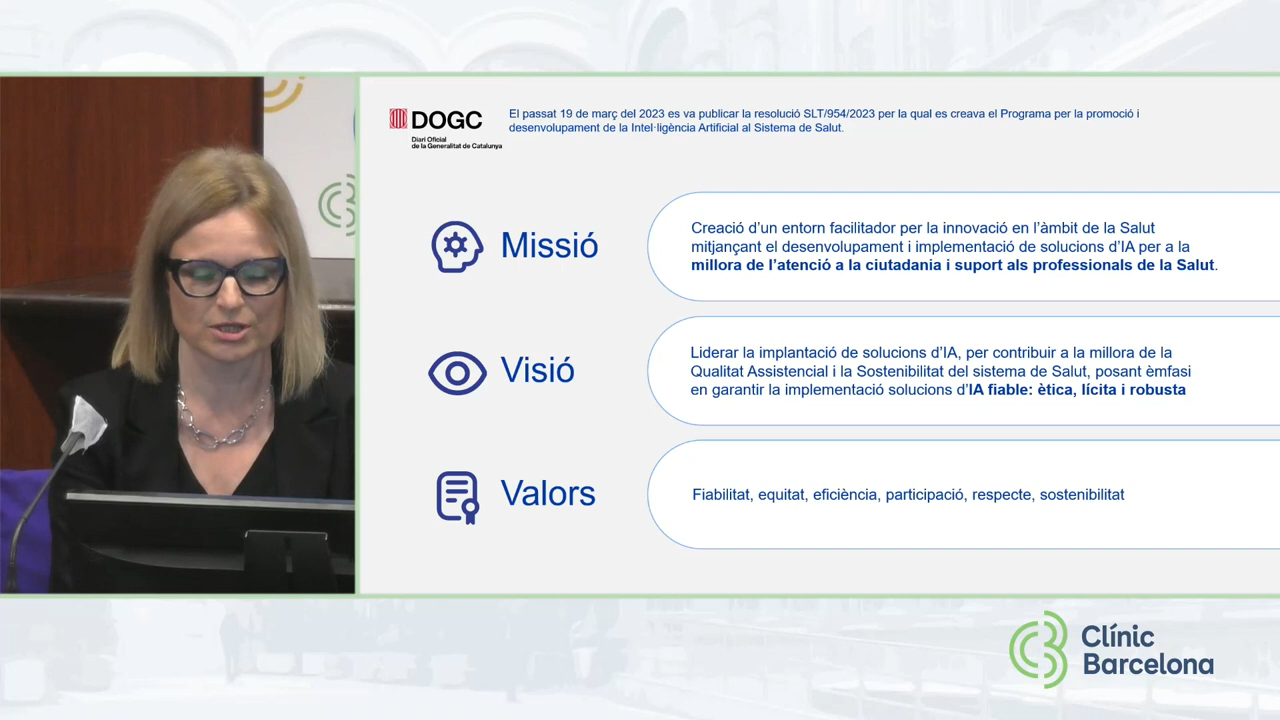 DOGC
Diari Oficial
de la Generalitat de Catalunya
El passat 19 de març del 2023 es va publicar la resolució SLT/954/2023 per la qual es creava el Programa per la promoció i
desenvolupament de la Intel·ligència Artificial al Sistema de Salut.
Missió
Creació d’un entorn facilitador per la innovació en l’àmbit de la Salut
mitjançant el desenvolupament i implementació de solucions d’IA per a la
millora de l’atenció a la ciutadania i suport als professionals de la Salut.
Visió
Liderar la implantació de solucions d’IA, per contribuir a la millora de la
Qualitat Assistencial i la Sostenibilitat del sistema de Salut, posant èmfasi
en garantir la implementació solucions d’IA fiable: ètica, lícita i robusta
Valors
Fiabilitat, equitat, eficiència, participació, respecte, sostenibilitat
Clínic
Barcelona